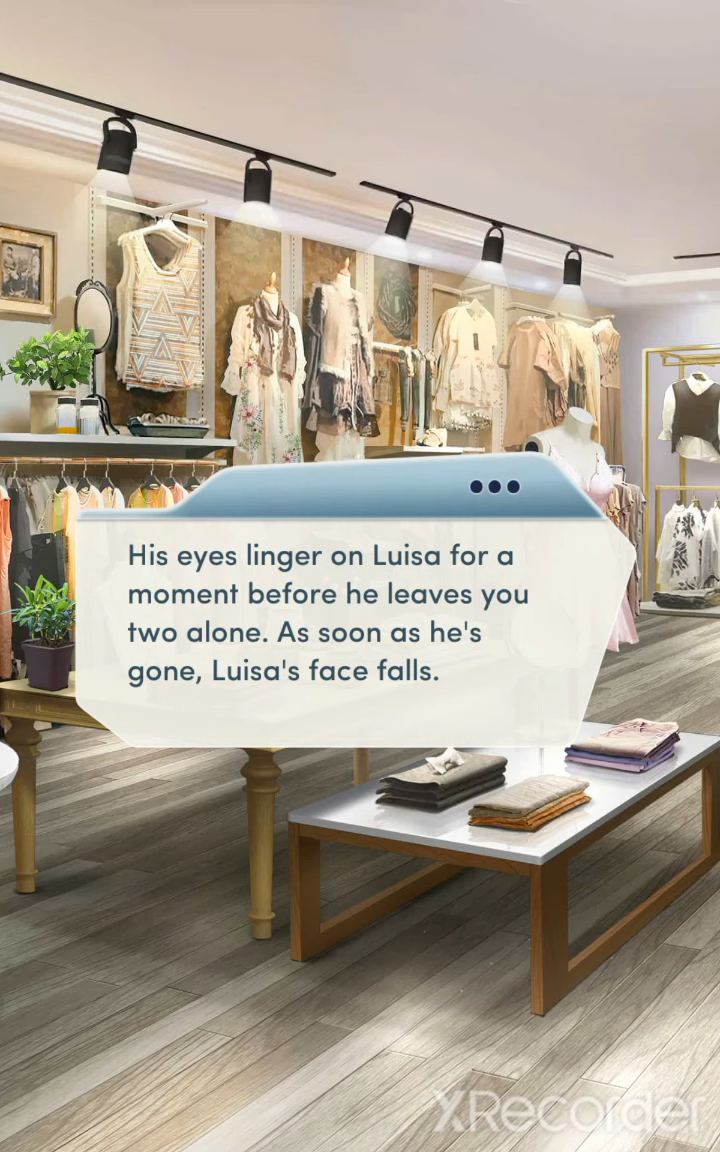 His eyes linger on Luisa for a
moment before he leaves you
two alone. As soon as he's
gone, Luisa's face falls.
XRecorder